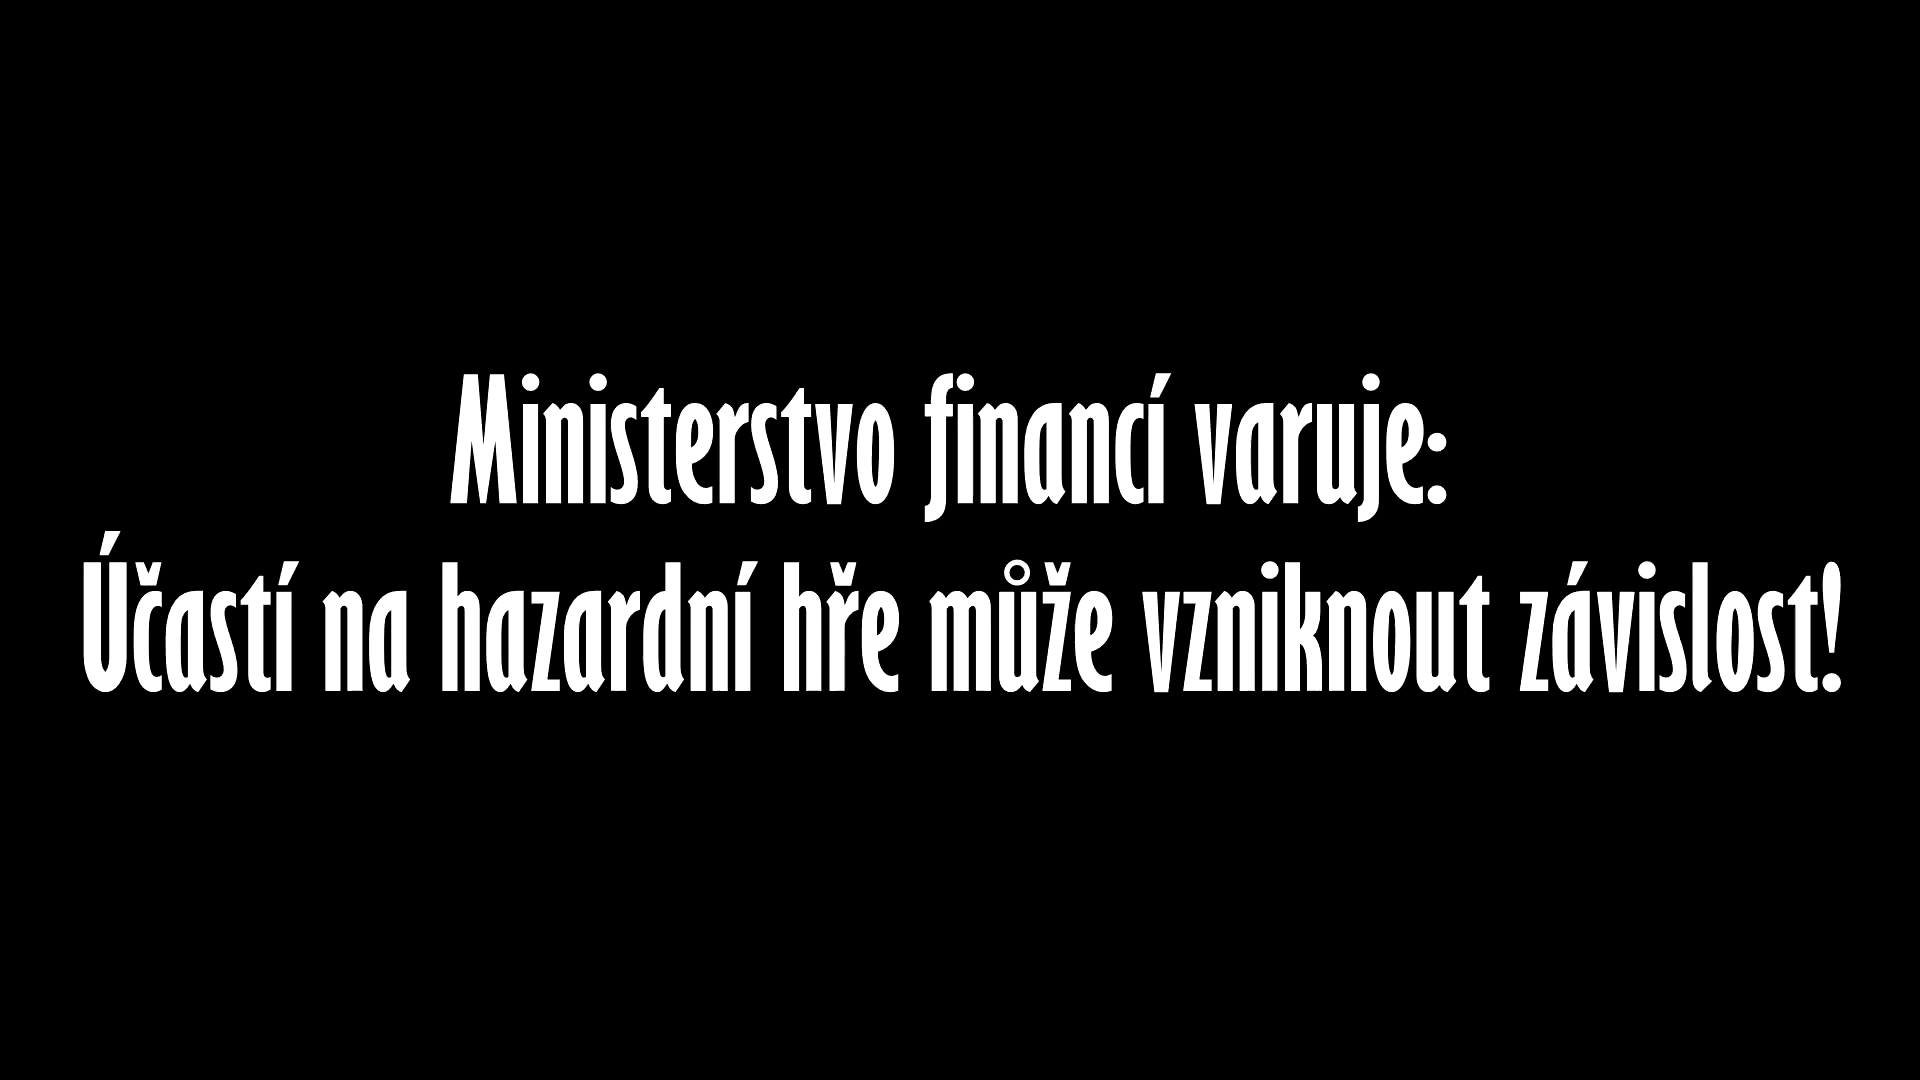 Ministerstvo financí varuje:
Účastí na hazardní hře může vzniknout závislost!